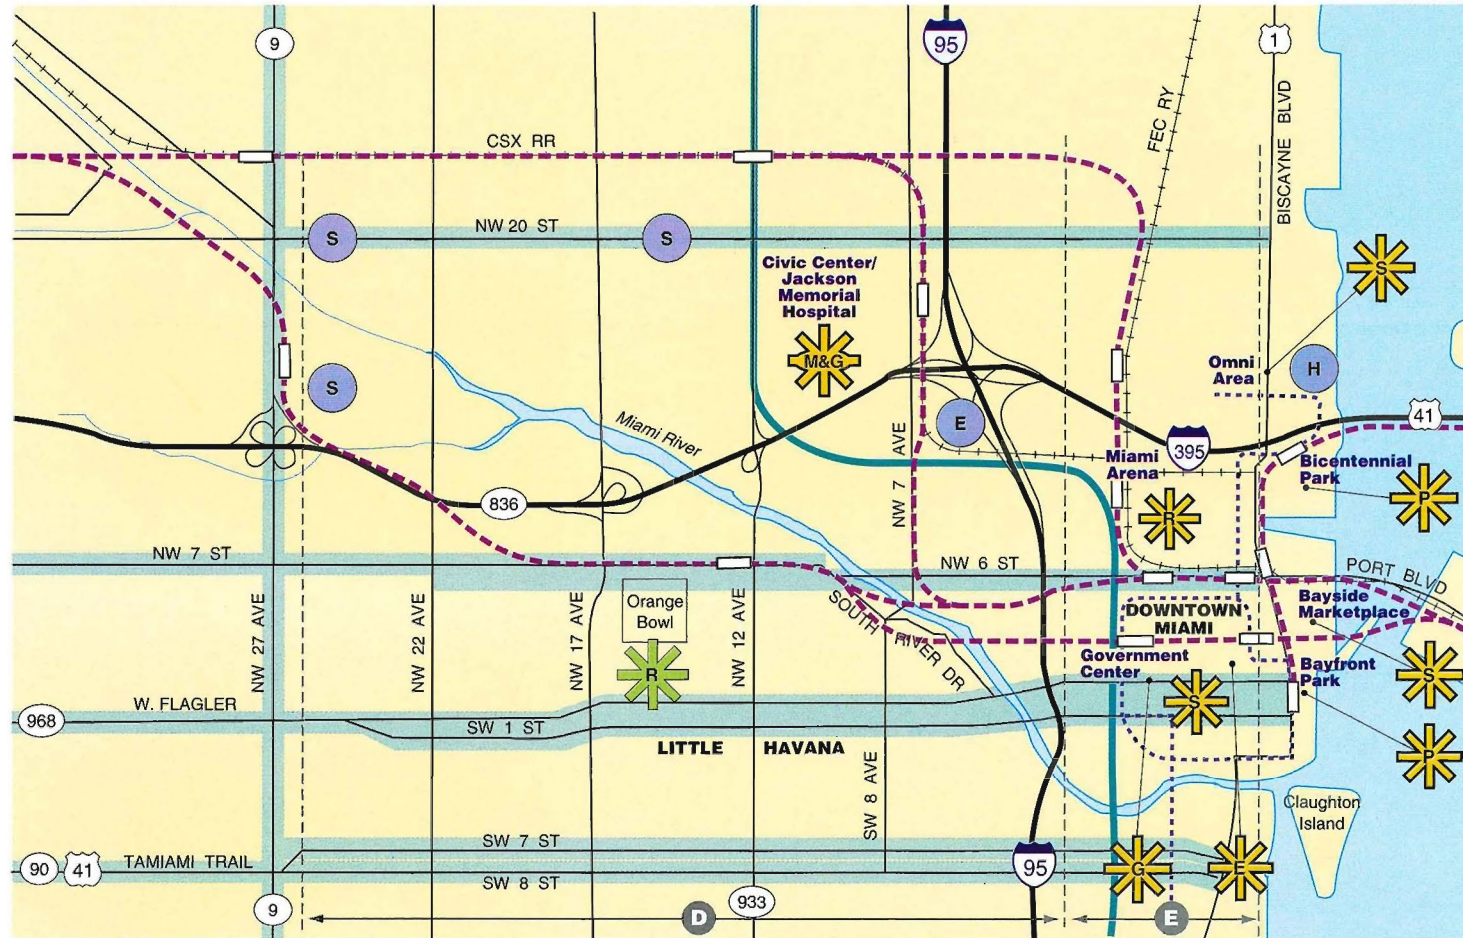 9
95
1
CSX RR
FEC RY
BISCAYNE BLVD
S
NW 20 ST
S
S
Civic Center/
Jackson
Memorial
Hospital
M&G
S
Omni
Area
H
E
41
395
Miami River
NW 7 AVE
Miami
Arena
Bicentennial
Park
P
R
836
NW 7 ST
NW 6 ST
PORT BLVD
NW 27 AVE
NW 22 AVE
NW 17 AVE
Orange
Bowl
R
NW 12 AVE
SOUTH RIVER DR
DOWNTOWN
MIAMI
Bayside
Marketplace
S
Government
Center
S
Bayfront
Park
P
968
W. FLAGLER
SW 1 ST
LITTLE HAVANA
SW 8 AVE
Claughton
Island
90
41
TAMIAMI TRAIL
SW 7 ST
SW 8 ST
95
G
E
9
D
933
E